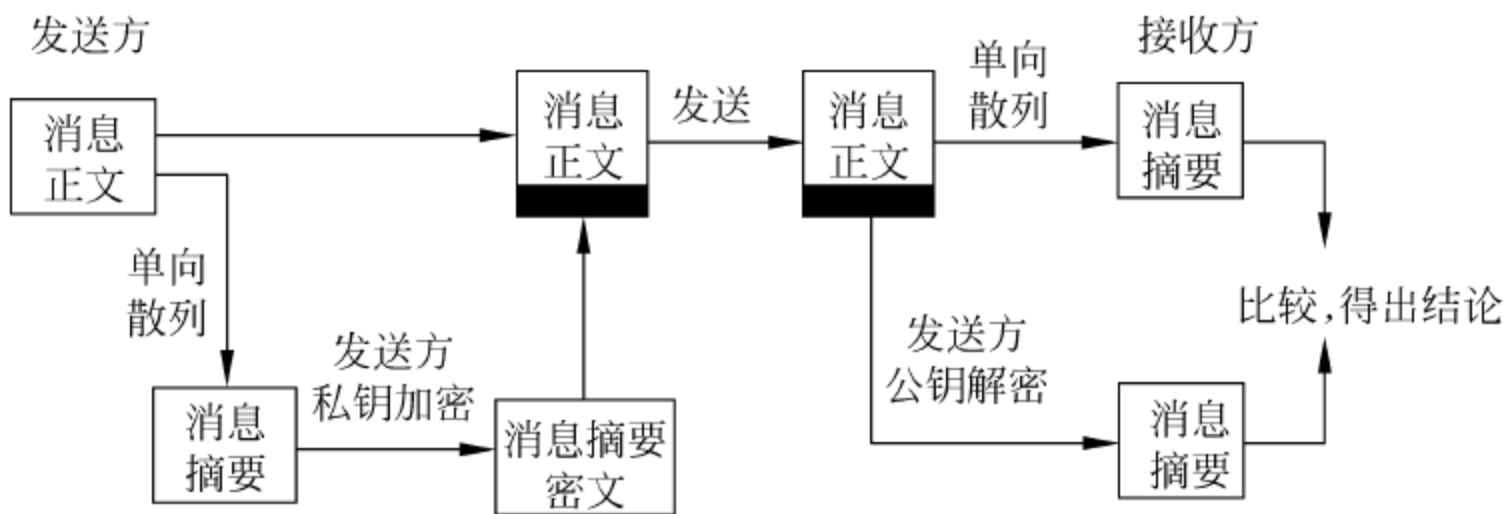 发送方
接收方
消息
正文
消息
正文
发送
消息
正文
单向
散列
消息
摘要
单向
散列
比较,得出结论
发送方
私钥加密
发送方
公钥解密
消息
摘要
消息摘要
密文
消息
摘要